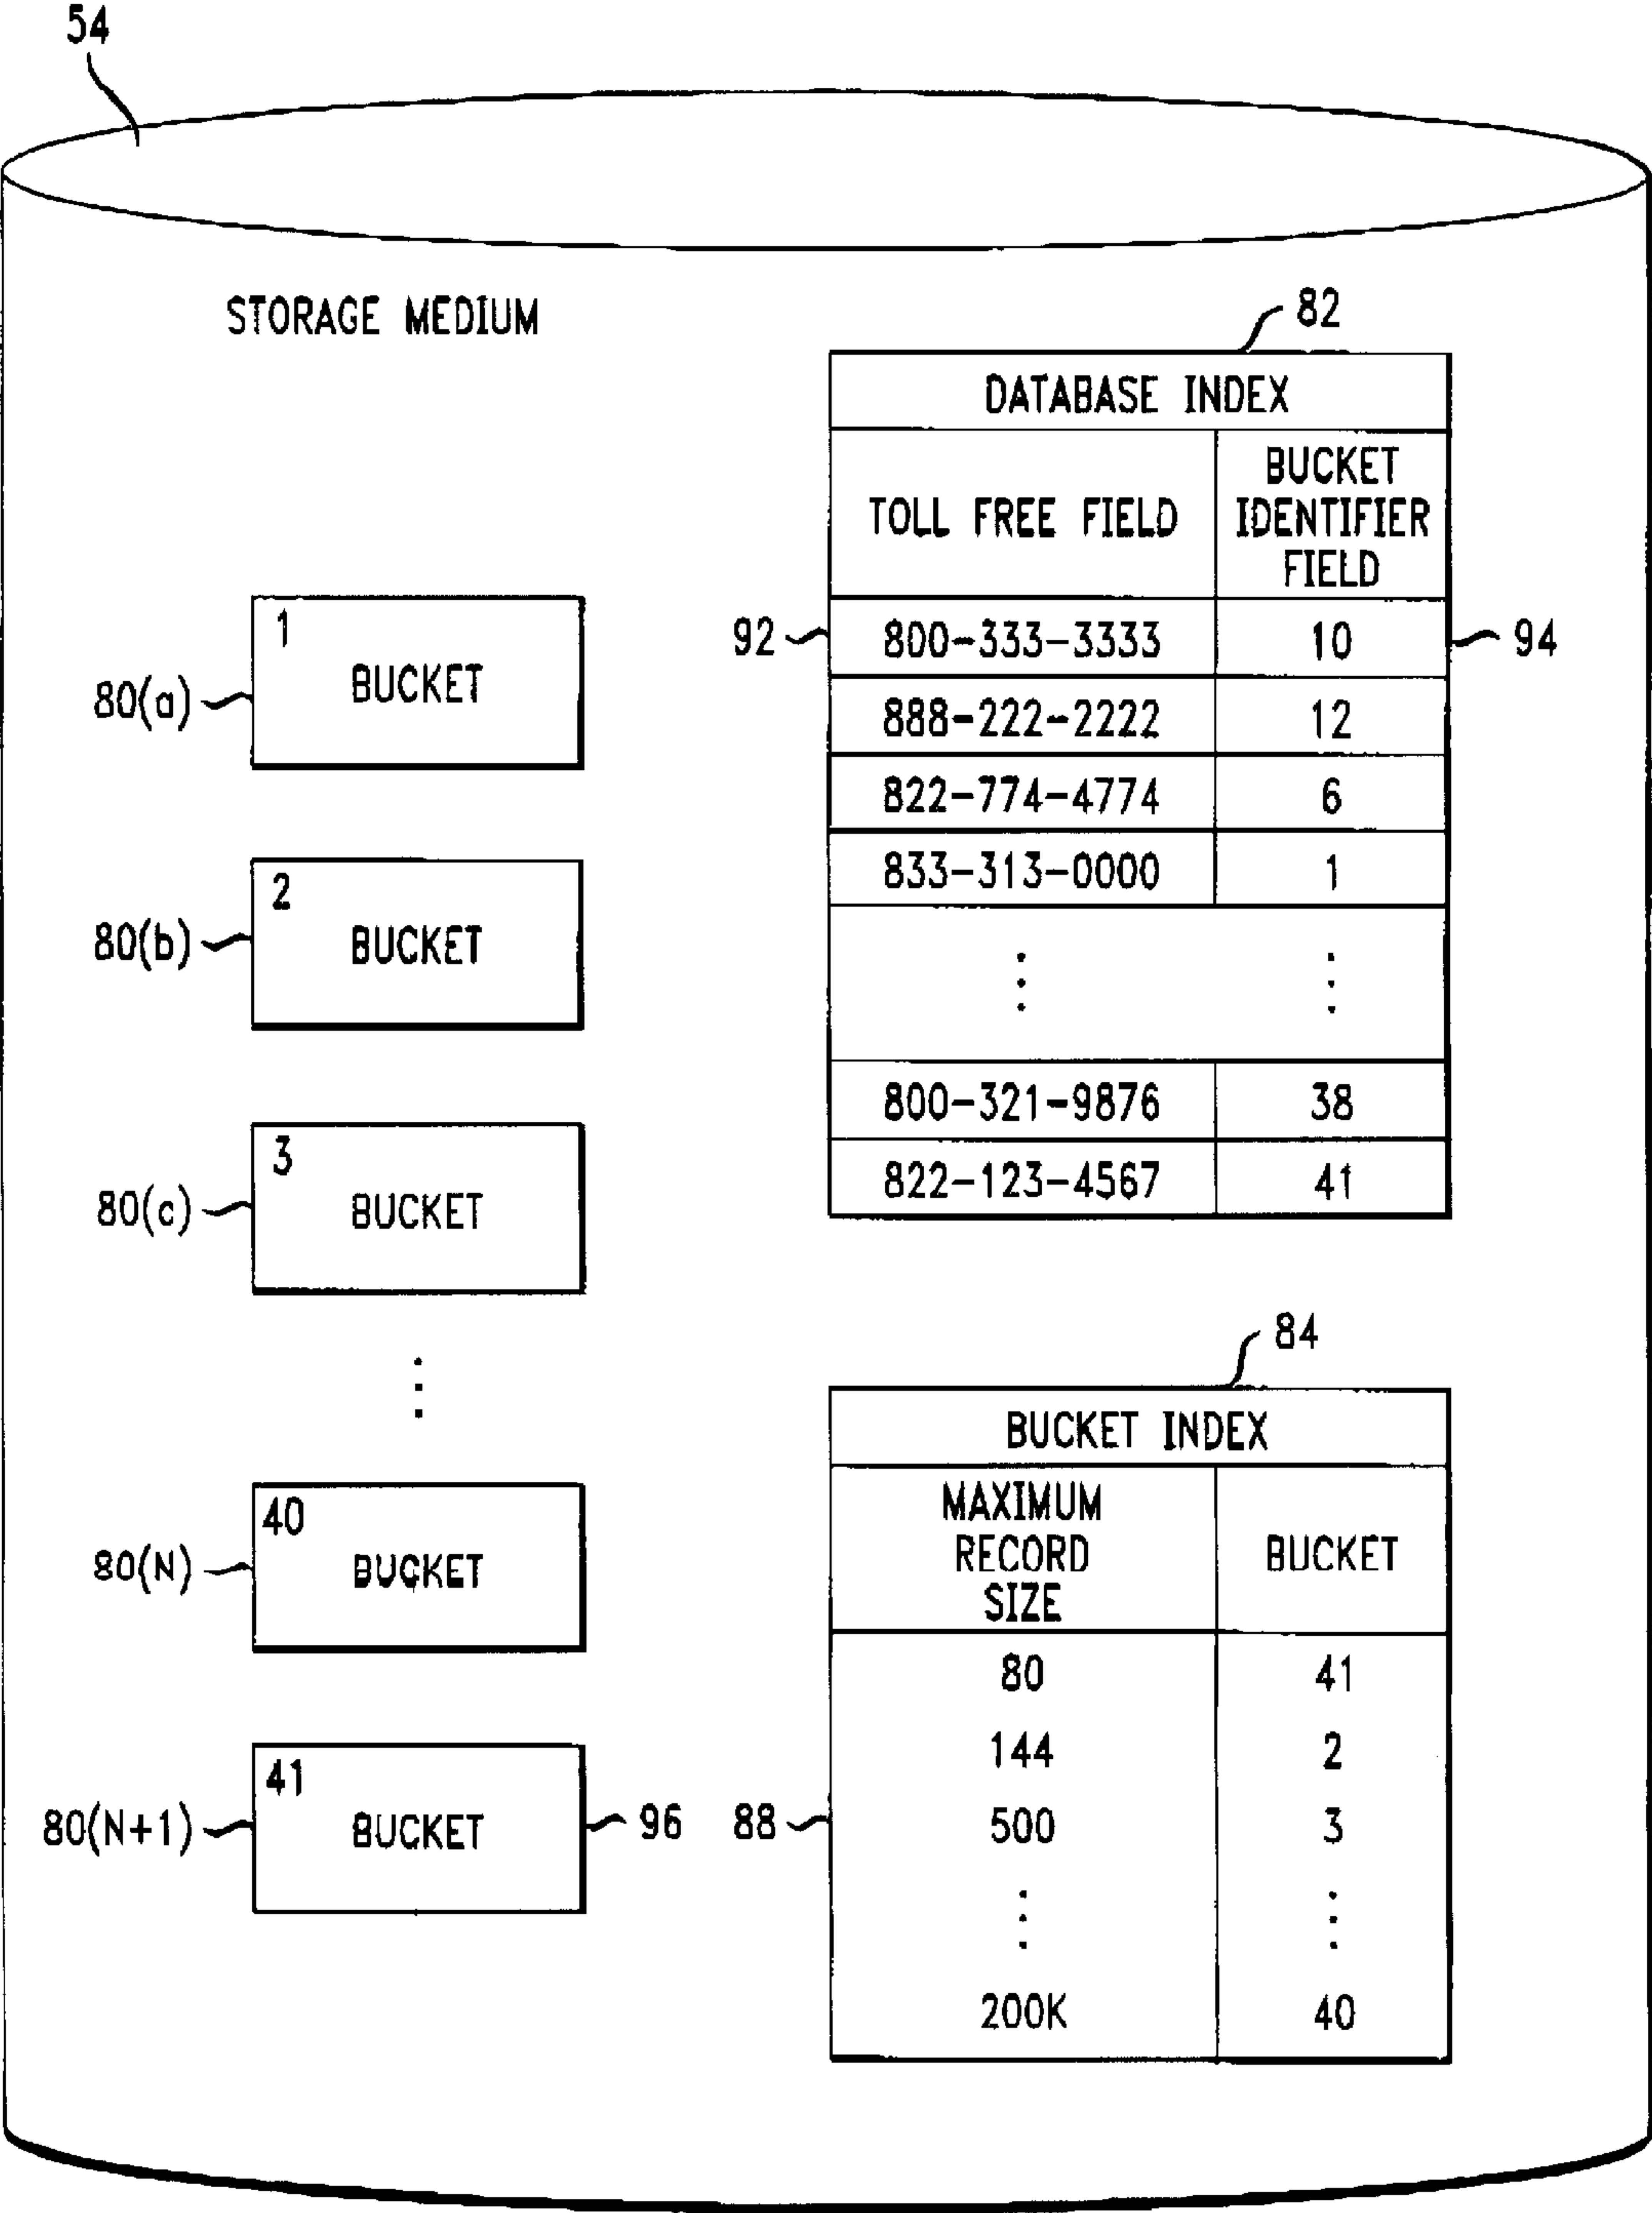 54
STORAGE MEDIUM
82
DATABASE INDEX
TOLL FREE FIELD
BUCKET
IDENTIFIER
FIELD
92
800-333-3333
10
94
888-222-2222
12
822-774-4774
6
833-313-0000
1
800-321-9876
38
822-123-4567
41
1
BUCKET
80(a)
2
BUCKET
80(b)
3
BUCKET
80(c)
40
BUCKET
80(N)
41
BUCKET
80(N+1)
96
84
BUCKET INDEX
MAXIMUM
RECORD
SIZE
BUCKET
80
41
144
2
88
500
3
200K
40